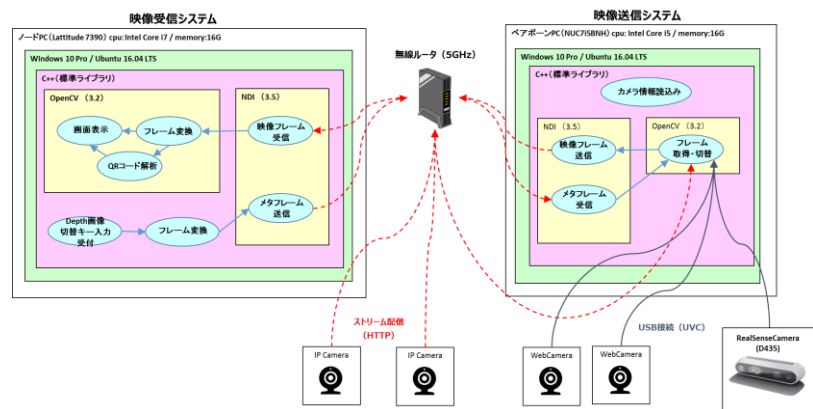 映像受信システム
ノードPC(Lattitude 7390) cpu: Intel Core i7 / memory:16G
Windows 10 Pro / Ubuntu 16.04 LTS
C++(標準ライブラリ)
OpenCV (3.2)
NDI (3.5)
画面表示
フレーム変換
映像フレーム
受信
QRコード解析
メタフレーム
送信
Depth画像
切替キー入力
受付
フレーム変換
無線ルータ (5GHz)
映像送信システム
ベアボーンPC(NUC7i5BNH) cpu: Intel Core i5 / memory:16G
Windows 10 Pro / Ubuntu 16.04 LTS
C++(標準ライブラリ)
カメラ情報読込み
NDI (3.5)
OpenCV (3.2)
映像フレーム
送信
フレーム
取得・切替
メタフレーム
受信
ストリーム配信
(HTTP)
USB接続 (UVC)
IP Camera
IP Camera
WebCamera
WebCamera
RealSenseCamera
(D435)